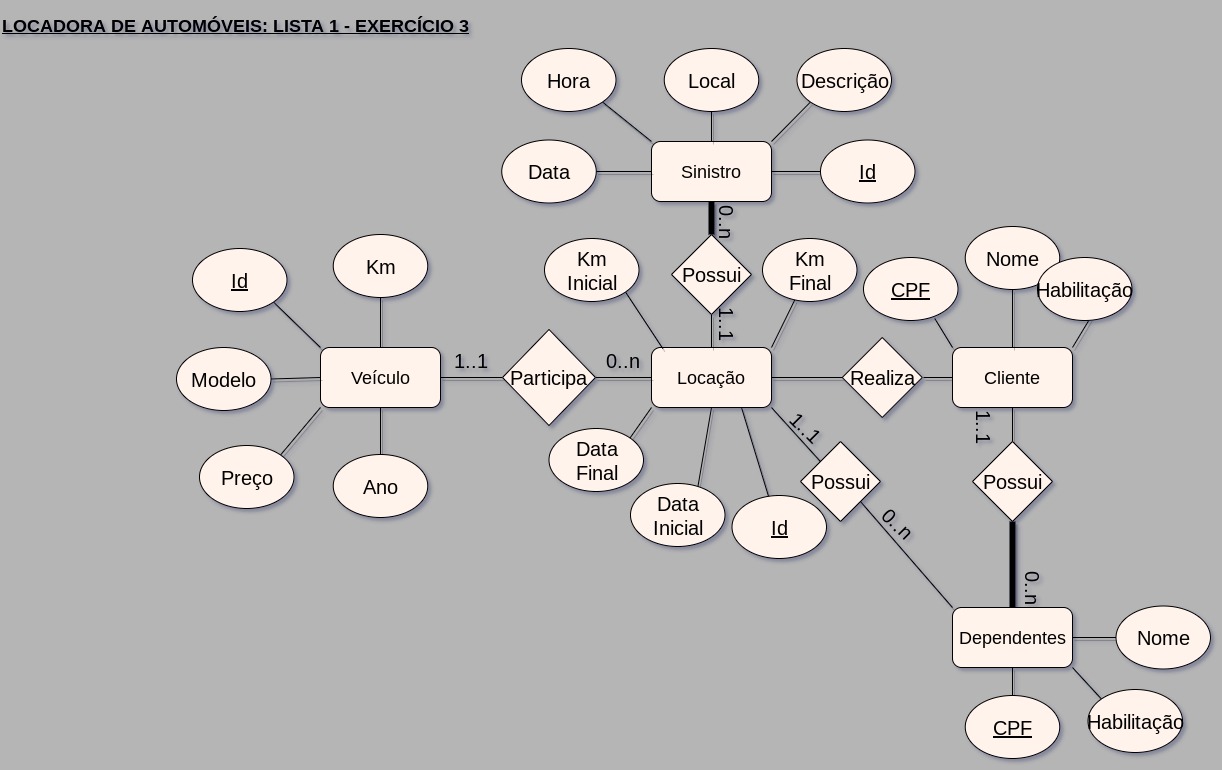 LOCADORA DE AUTOMÓVEIS: LISTA 1 - EXERCÍCIO 3
Hora
Local
Descrição
Data
Sinistro
Id
0..n
Id
Km
Km
Inicial
Possui
Km
Final
CPF
Nome
Habilitação
1..1
Modelo
Veículo
1..1
Participa
0..n
Locação
Realiza
Cliente
1..1
1..1
Preço
Ano
Data
Final
Data
Inicial
Id
Possui
Possui
0..n
0..n
Dependentes
Nome
CPF
Habilitação